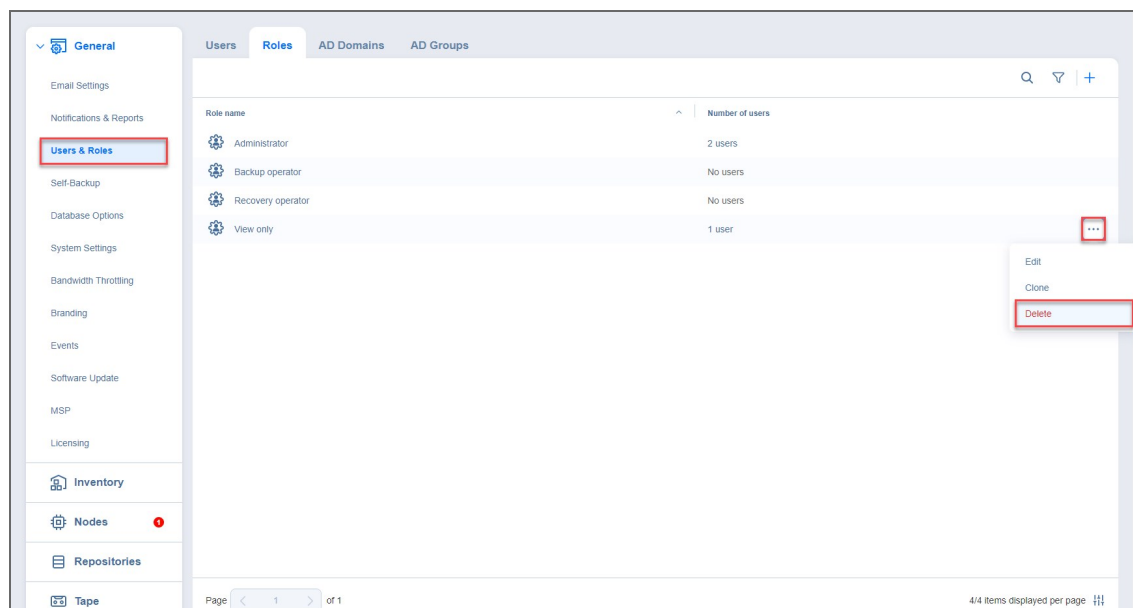 General
Email Settings
Notifications & Reports
Users & Roles
Self-Backup
Database Options
System Settings
Bandwidth Throttling
Branding
Events
Software Update
MSP
Licensing
Inventory
Nodes 1
Repositories
Tape
Users Roles AD Domains AD Groups
Role name Number of users
Administrator 2 users
Backup operator No users
Recovery operator No users
View only 1 user
Edit
Clone
Delete
Page 1 of 1 4/4 items displayed per page